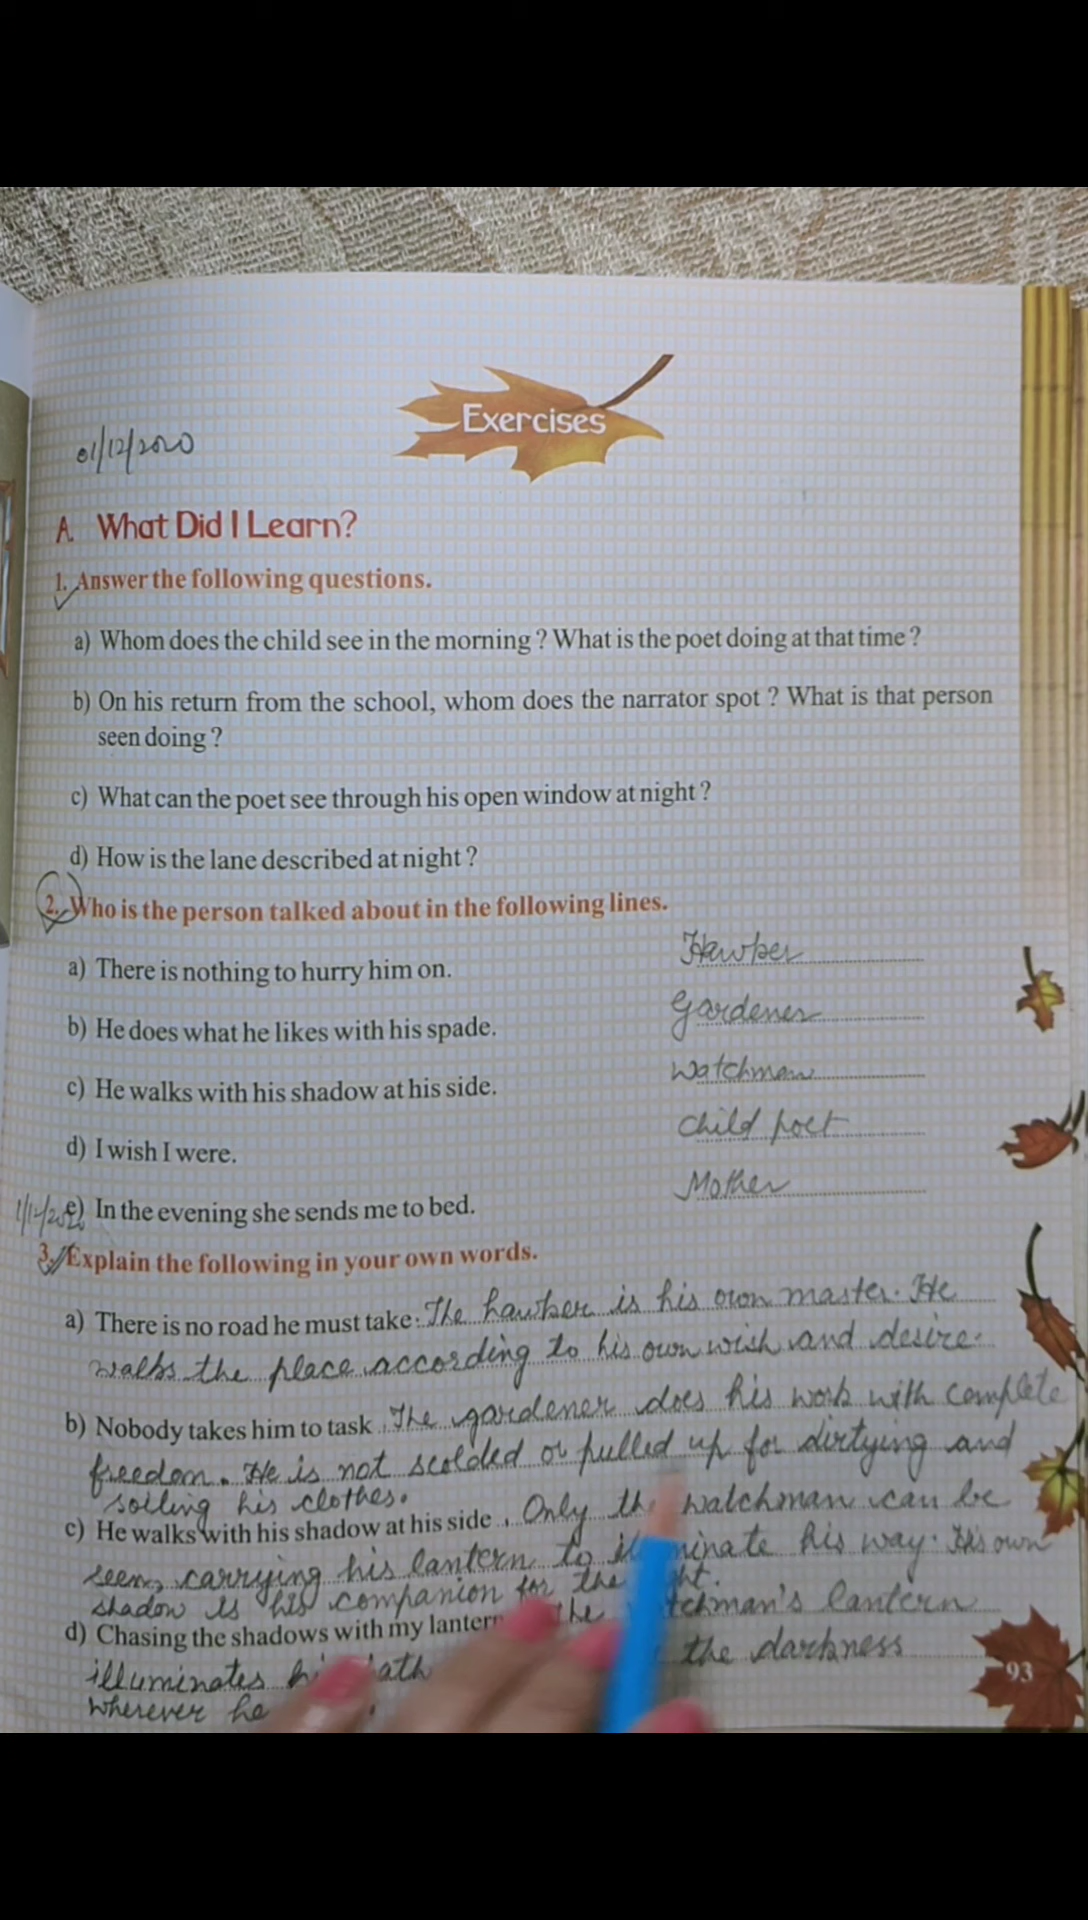 Exercises
01/12/2020
A. What Did I Learn?
1. Answer the following questions.
a) Whom does the child see in the morning ? What is the poet doing at that time ?
b) On his return from the school, whom does the narrator spot ? What is that person
seen doing ?
c) What can the poet see through his open window at night ?
d) How is the lane described at night ?
2. Who is the person talked about in the following lines.
a) There is nothing to hurry him on. Hawker
b) He does what he likes with his spade. Gardener
c) He walks with his shadow at his side. Watchman
d) I wish I were. Child poet
e) In the evening she sends me to bed. Mother
3. Explain the following in your own words.
a) There is no road he must take. The hawker is his own master. He
walks the place according to his own wish and desire.
b) Nobody takes him to task The gardener does his work with complete
freedom. He is not scolded or pulled up for dirtying and
soiling his clothes.
c) He walks with his shadow at his side, Only the watchman can be
seen, carrying his lantern to his way. His own
shadow is his companion for the
d) Chasing the shadows with my lantern the lantern
illuminates the darkness
wherever he
93